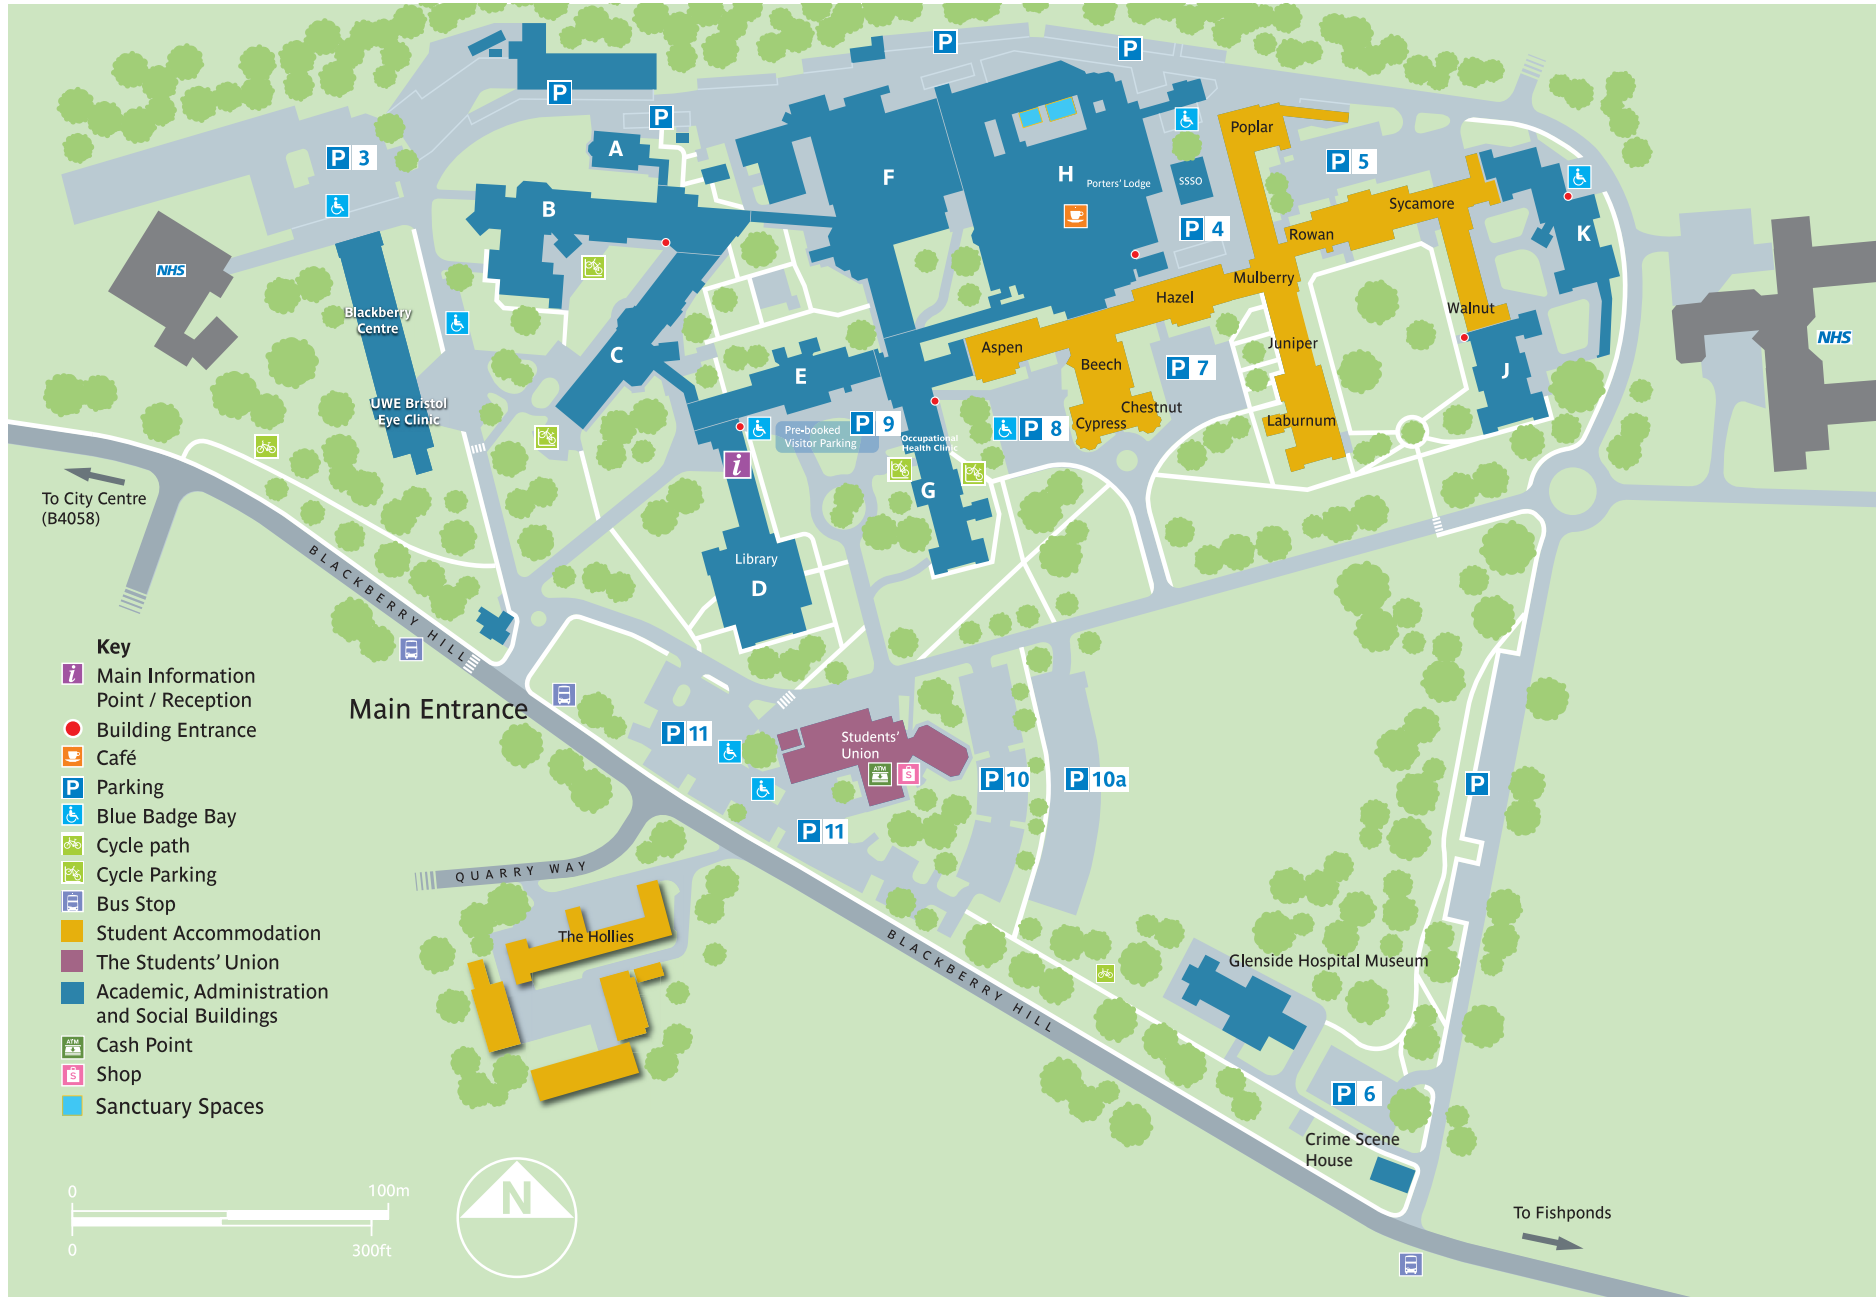 P
P
P
P
A
P 3
B
F
H
Porters' Lodge
SSSO
P 4
Poplar
P 5
Sycamore
Rowan
K
NHS
Mulberry
Hazel
Walnut
NHS
Blackberry
Centre
C
E
Aspen
Beech
P 7
Juniper
J
UWE Bristol
Eye Clinic
Pre-booked
Visitor Parking
P 9
Occupational
Health Clinic
P 8
Chestnut
Cypress
Laburnum
i
G
To City Centre
(B4058)
Library
D
BLACKBERRY HILL
Main Entrance
P 11
Students'
Union
ATM
S
P 10
P 10a
P
P 11
QUARRY WAY
The Hollies
BLACKBERRY HILL
Glenside Hospital Museum
P 6
Crime Scene
House
To Fishponds
Key
i Main Information
Point / Reception
Building Entrance
Café
P Parking
Blue Badge Bay
Cycle path
Cycle Parking
Bus Stop
Student Accommodation
The Students' Union
Academic, Administration
and Social Buildings
ATM Cash Point
S Shop
Sanctuary Spaces
0 100m
0 300ft
N